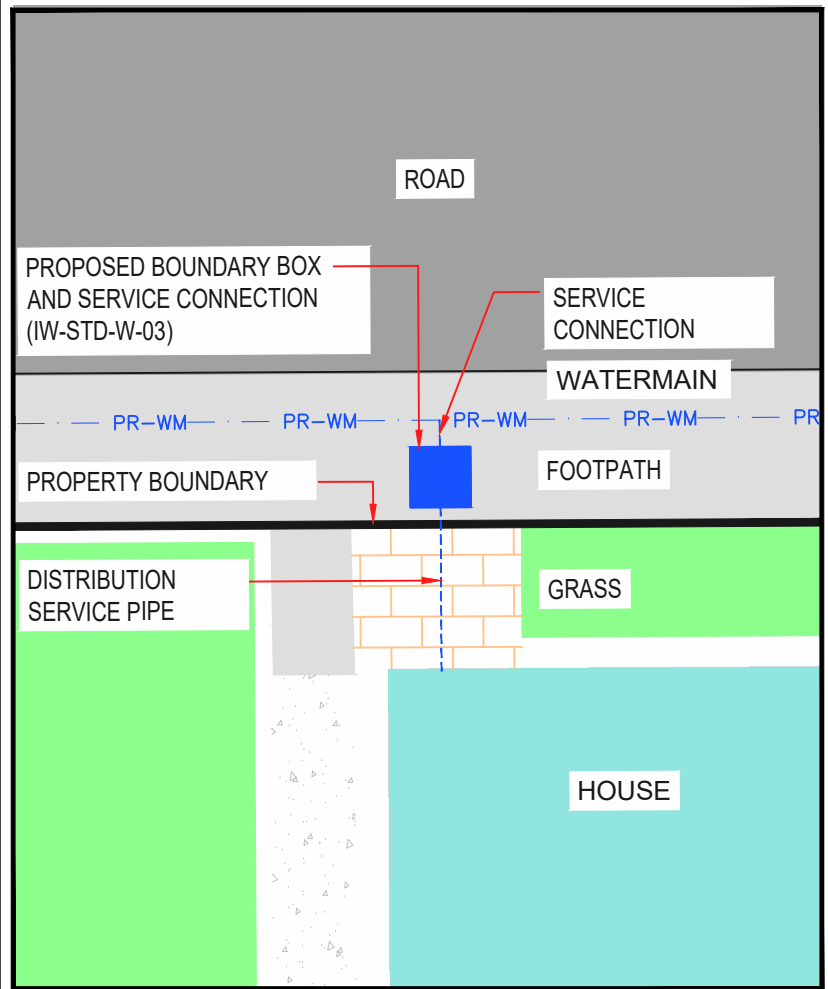 ROAD
PROPOSED BOUNDARY BOX
AND SERVICE CONNECTION
(IW-STD-W-03)
SERVICE
CONNECTION
WATERMAIN
PR-WM PR-WM PR-WM PR-WM PR
FOOTPATH
PROPERTY BOUNDARY
DISTRIBUTION
SERVICE PIPE
GRASS
HOUSE